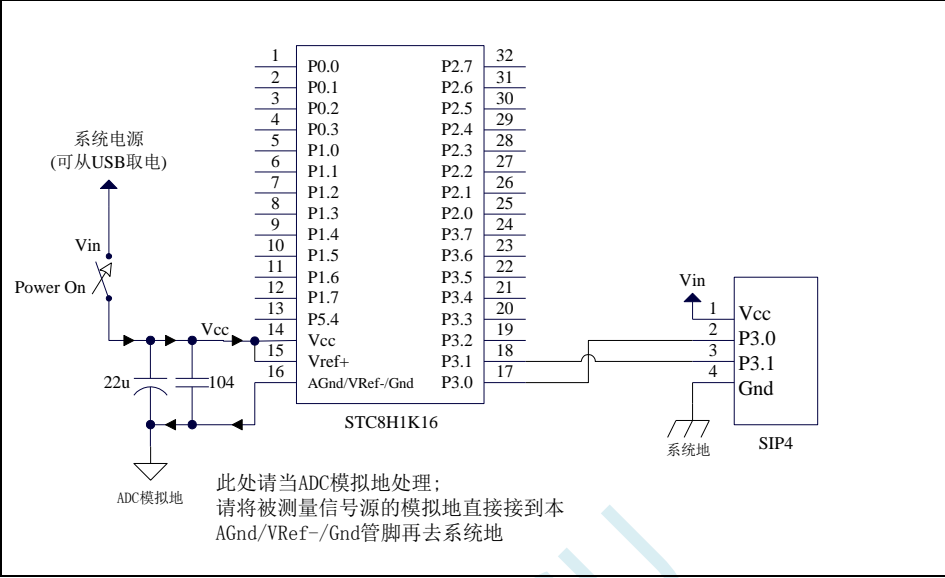 1 P0.0 P2.7 32
2 P0.1 P2.6 31
3 P0.2 P2.5 30
4 P0.3 P2.4 29
5 P1.0 P2.3 28
6 P1.1 P2.2 27
7 P1.2 P2.1 26
8 P1.3 P2.0 25
9 P1.4 P3.7 24
10 P1.5 P3.6 23
11 P1.6 P3.5 22
12 P1.7 P3.4 21
13 P5.4 P3.3 20
14 Vcc P3.2 19
15 Vref+ P3.1 18
16 AGnd/VRef-/Gnd P3.0 17
STC8H1K16
系统电源
(可从USB取电)
Vin
Power On
Vcc
22u
104
ADC模拟地
Vin
1 Vcc
2 P3.0
3 P3.1
4 Gnd
系统地
SIP4
此处请当ADC模拟地处理;
请将被测量信号源的模拟地直接接到本
AGnd/VRef-/Gnd管脚再去系统地